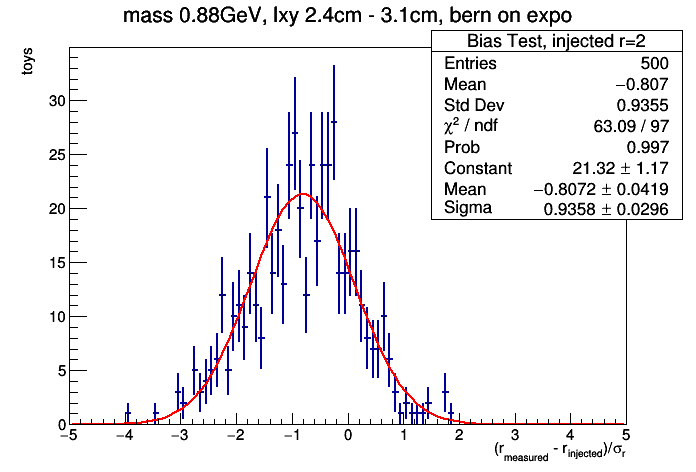 mass 0.88GeV, lxy 2.4cm - 3.1cm, bern on expo
Bias Test, injected r=2
Entries 500
Mean −0.807
Std Dev 0.9355
χ² / ndf 63.09 / 97
Prob 0.997
Constant 21.32 ± 1.17
Mean −0.8072 ± 0.0419
Sigma 0.9358 ± 0.0296
toys
30
25
20
15
10
5
0
−5 −4 −3 −2 −1 0 1 2 3 4 5
(r_measured - r_injected)/σ_r